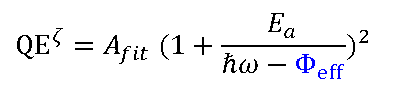 QE^ζ = A_fit (1 + E_a / (ℏω − Φ_eff))^2